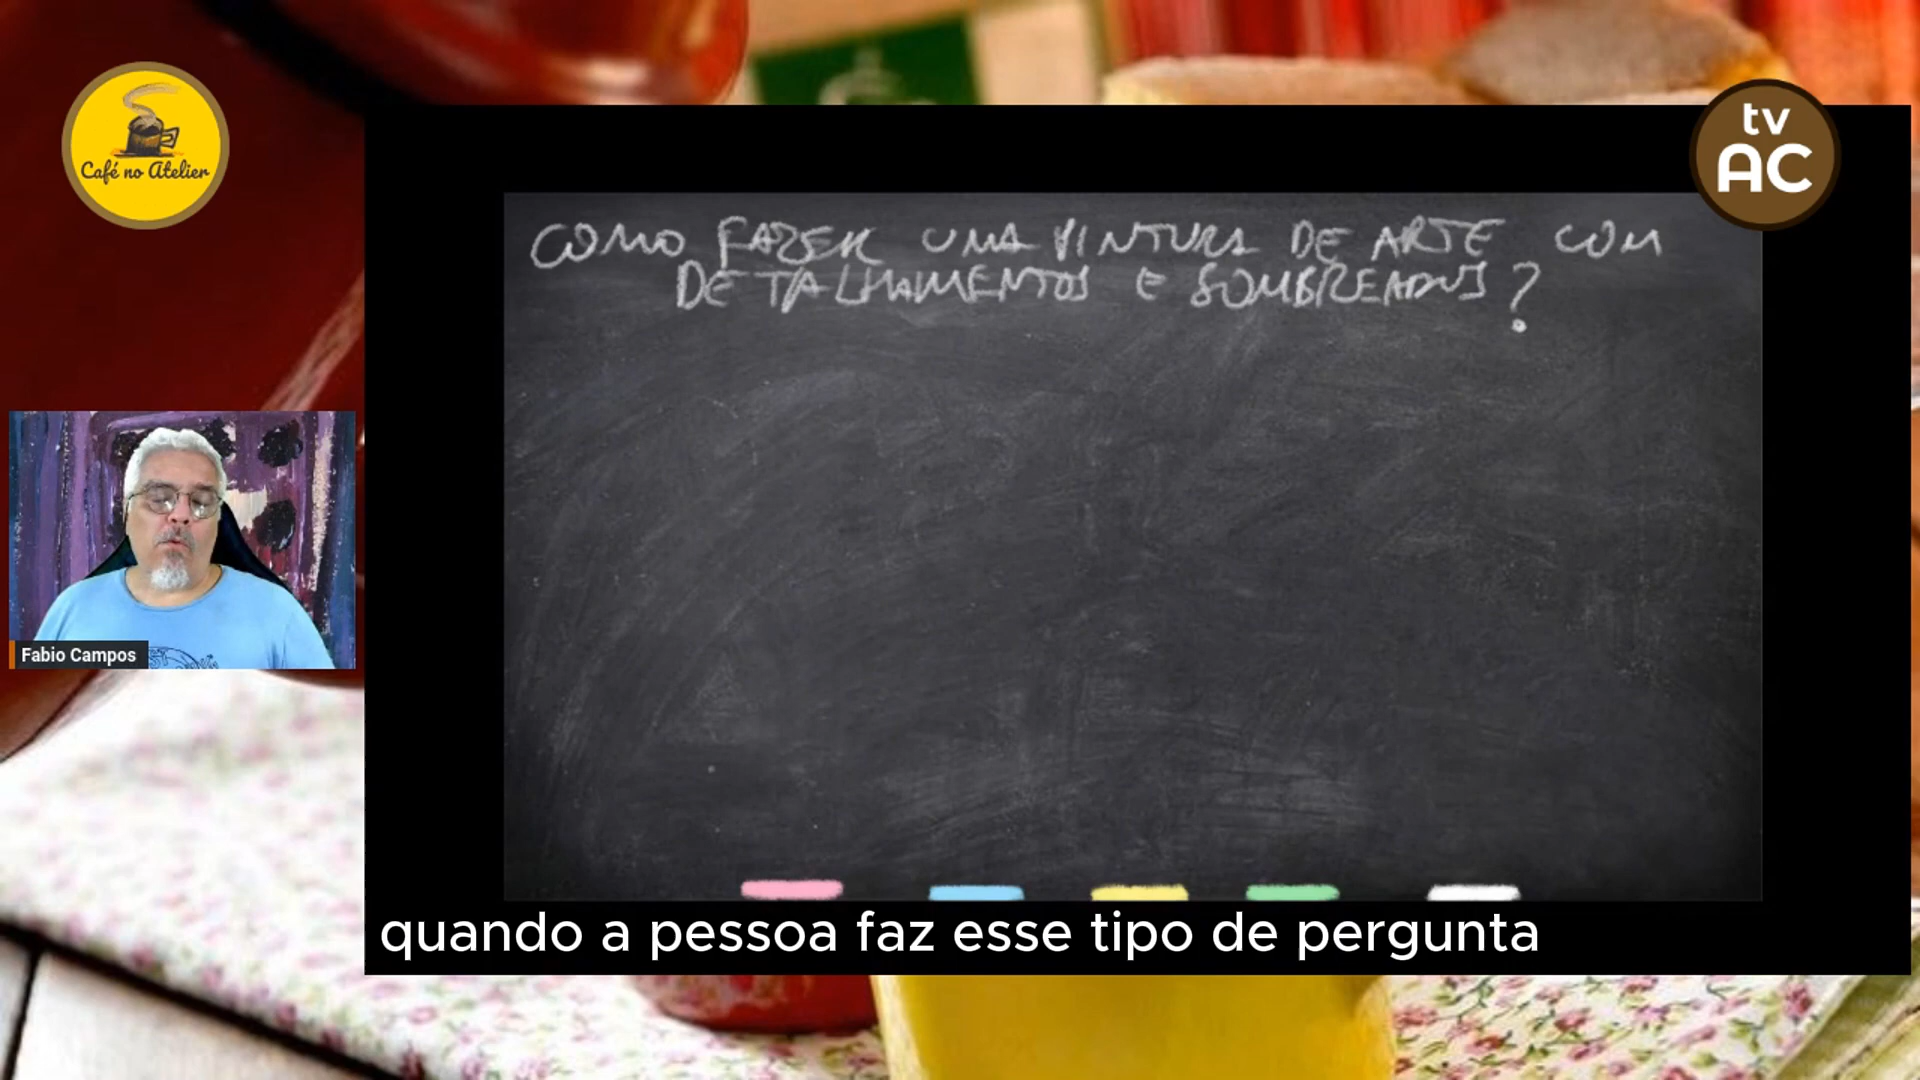 Café no Atelier
tv
AC
COMO FAZER UMA PINTURA DE ARTE COM
DETALHAMENTOS E SOMBREADOS?
Fabio Campos
quando a pessoa faz esse tipo de pergunta